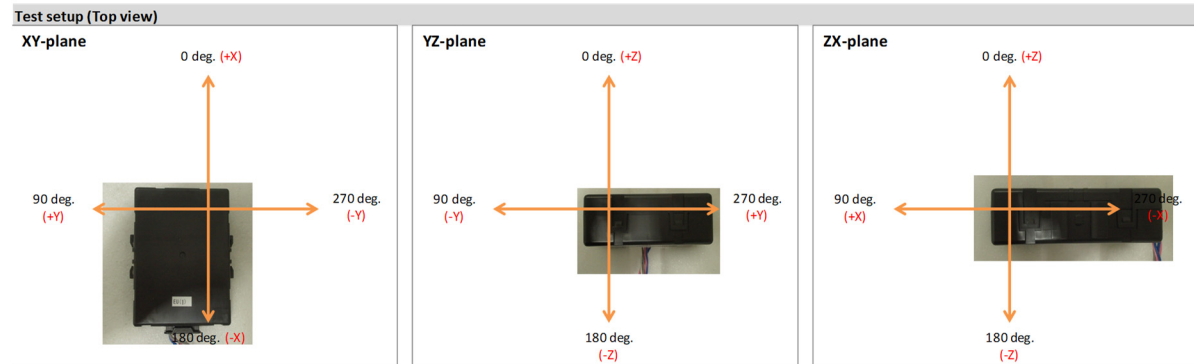 Test setup (Top view)
XY-plane
0 deg. (+X)
90 deg.
(+Y)
270 deg.
(-Y)
180 deg. (-X)
YZ-plane
0 deg. (+Z)
90 deg.
(-Y)
270 deg.
(+Y)
180 deg.
(-Z)
ZX-plane
0 deg. (+Z)
90 deg.
(+X)
270 deg.
(-X)
180 deg.
(-Z)